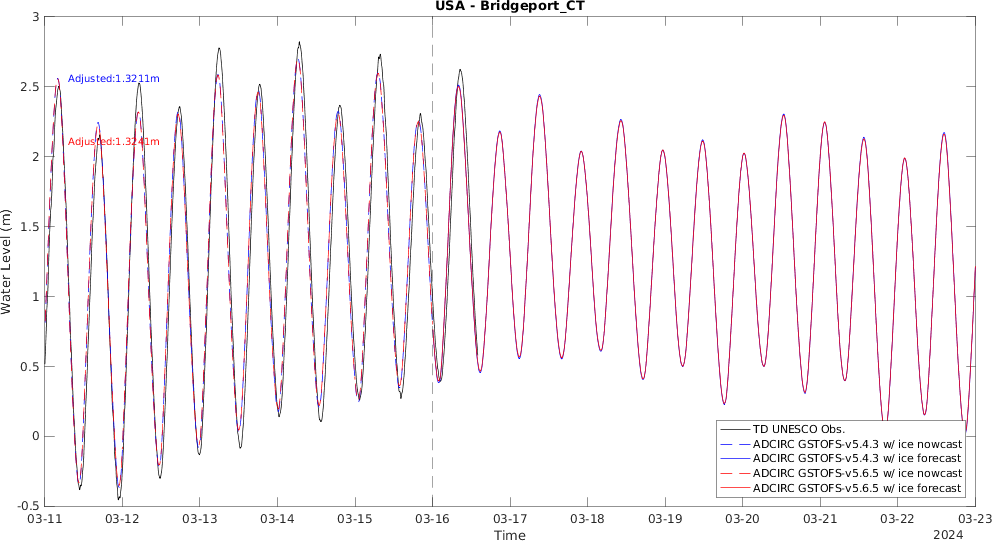 USA - Bridgeport_CT
3
2.5
2
1.5
1
0.5
0
-0.5
Water Level (m)
Adjusted:1.3211m
Adjusted:1.3241m
TD UNESCO Obs.
ADCIRC GSTOFS-v5.4.3 w/ ice nowcast
ADCIRC GSTOFS-v5.4.3 w/ ice forecast
ADCIRC GSTOFS-v5.6.5 w/ ice nowcast
ADCIRC GSTOFS-v5.6.5 w/ ice forecast
03-11 03-12 03-13 03-14 03-15 03-16 03-17 03-18 03-19 03-20 03-21 03-22 03-23
Time
2024